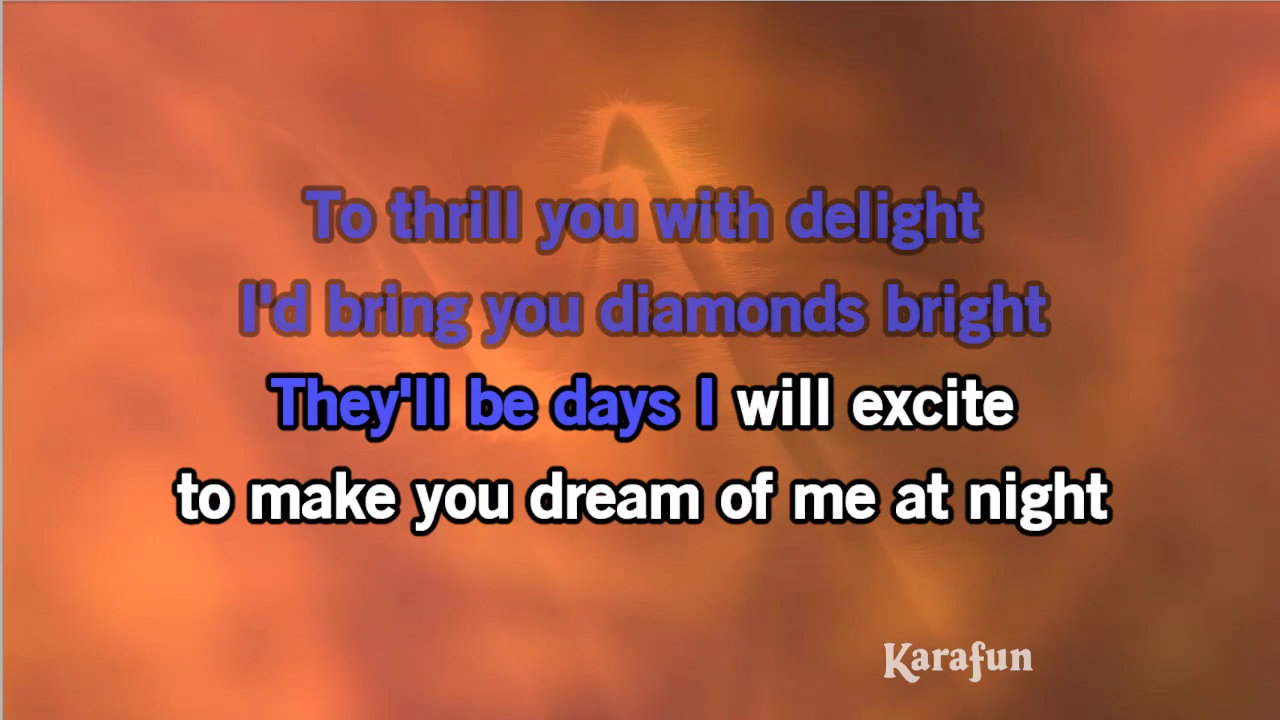 To thrill you with delight
I'd bring you diamonds bright
They'll be days I will excite
to make you dream of me at night
Karafun